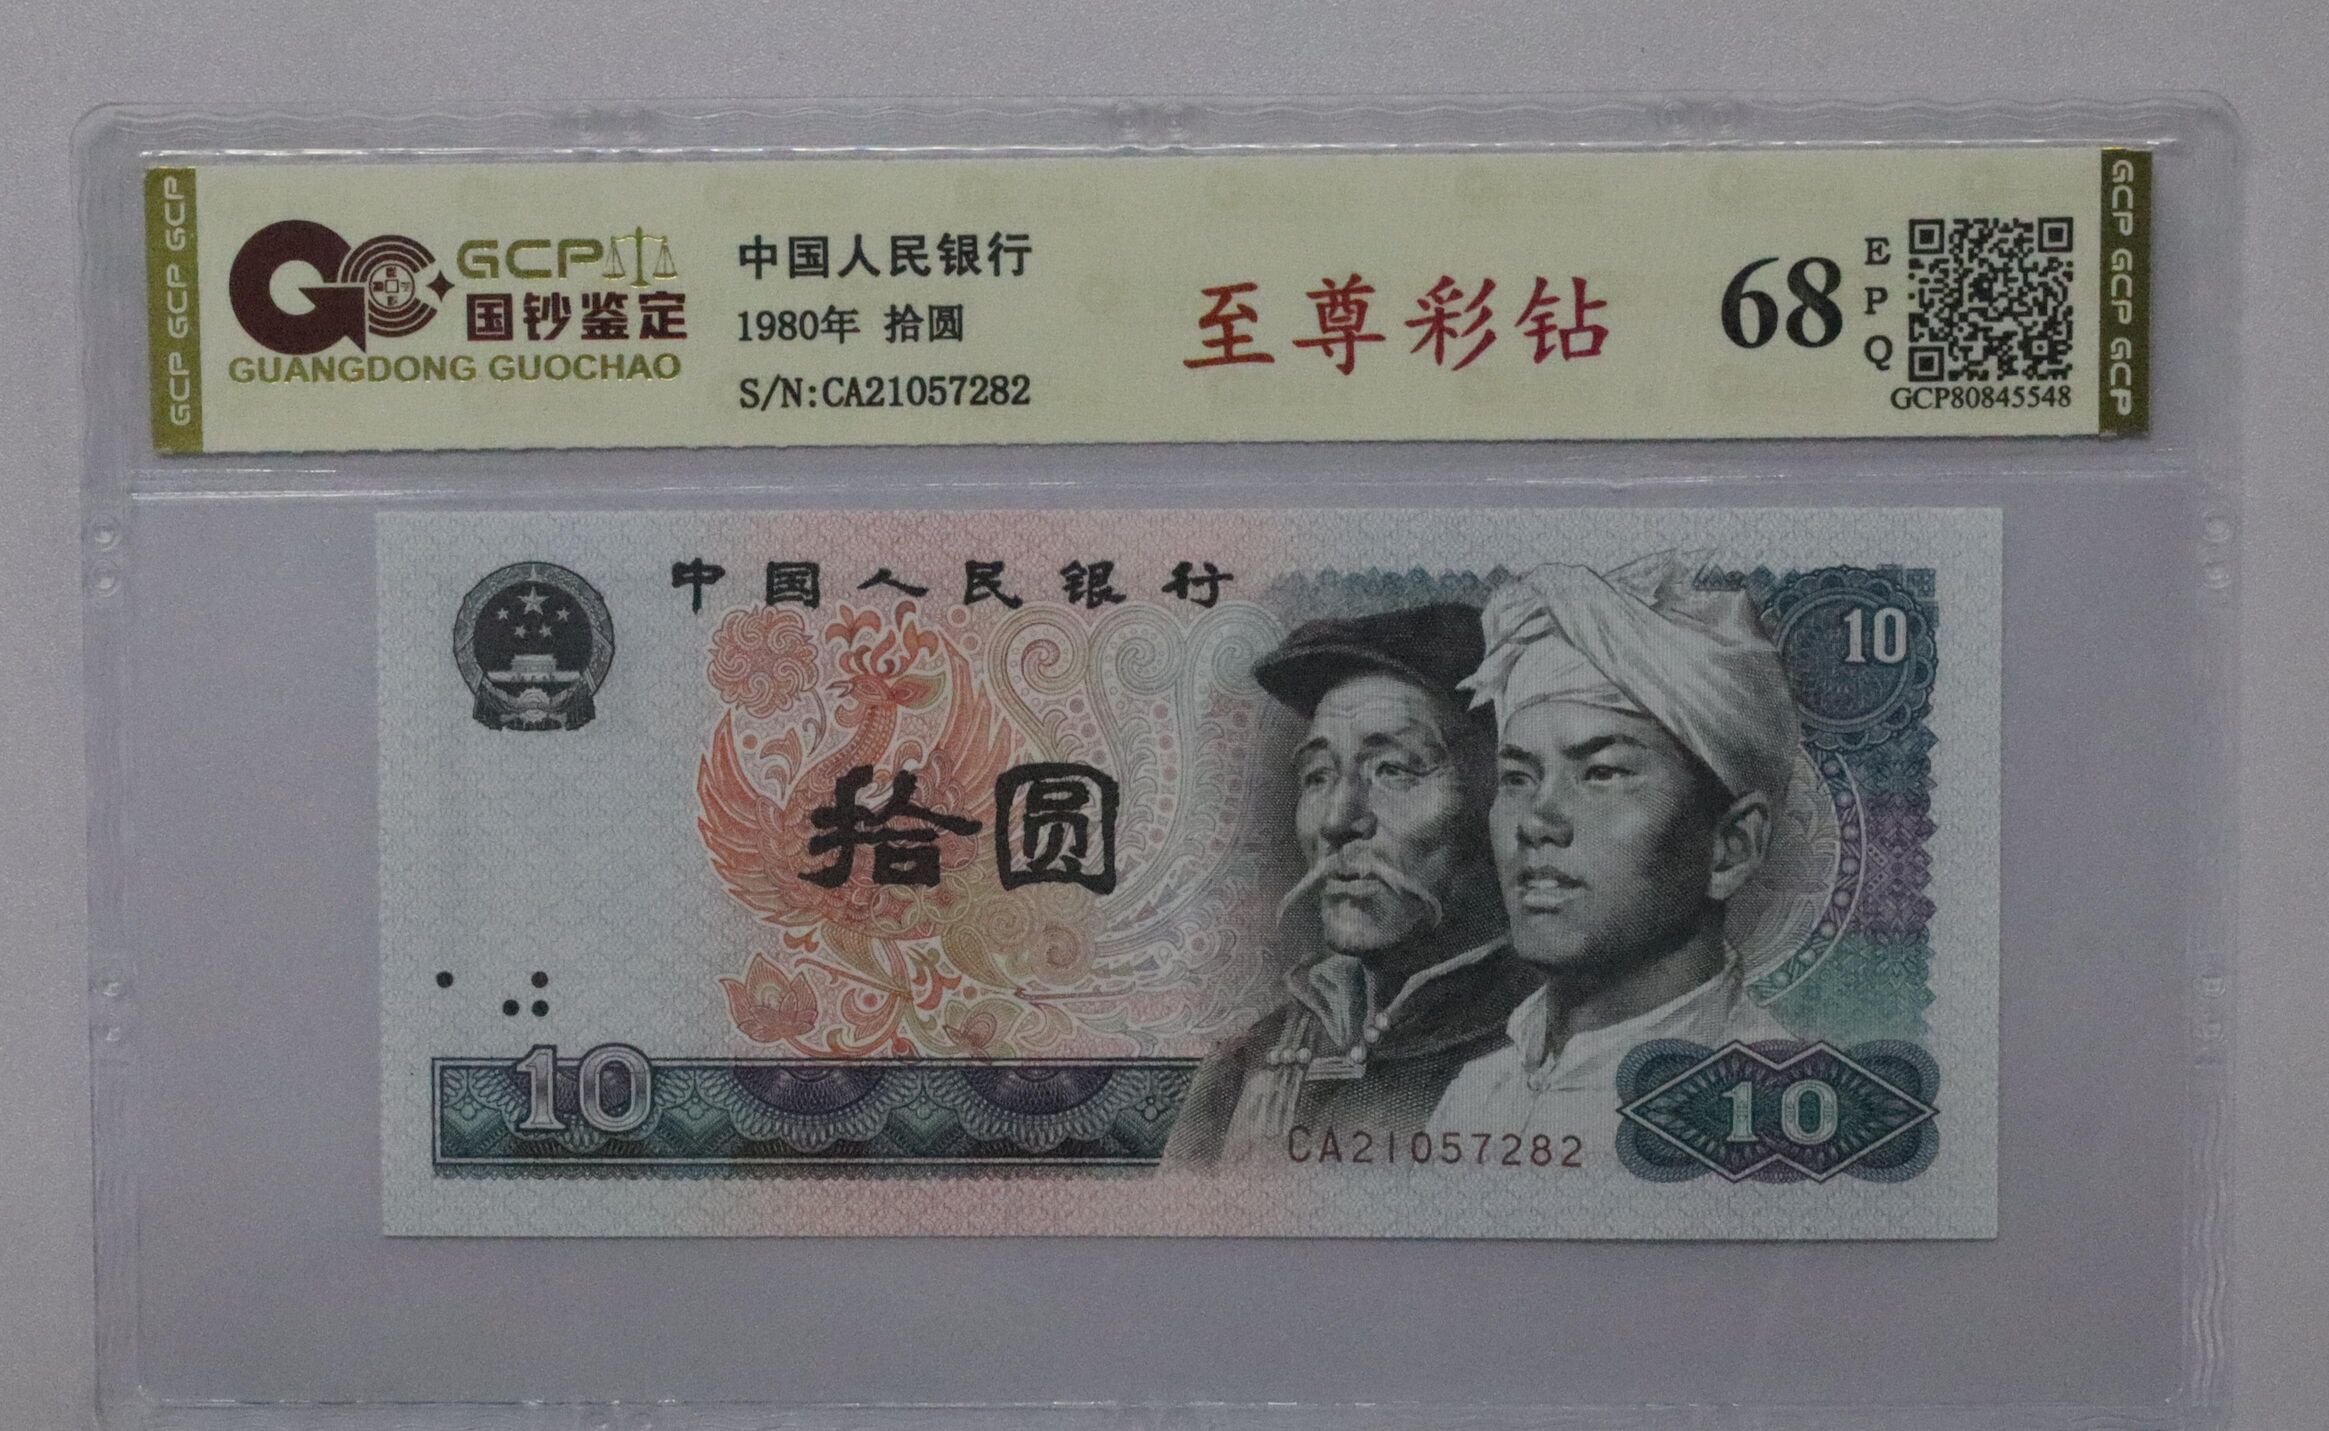 GCP GCP GCP
GCP
国钞鉴定
GUANGDONG GUOCHAO
中国人民银行
1980年 拾圆
S/N:CA21057282
至尊彩钻
68
EPQ
GCP80845548
GCP GCP GCP
中国人民银行
10
拾圆
10
CA21057282
10